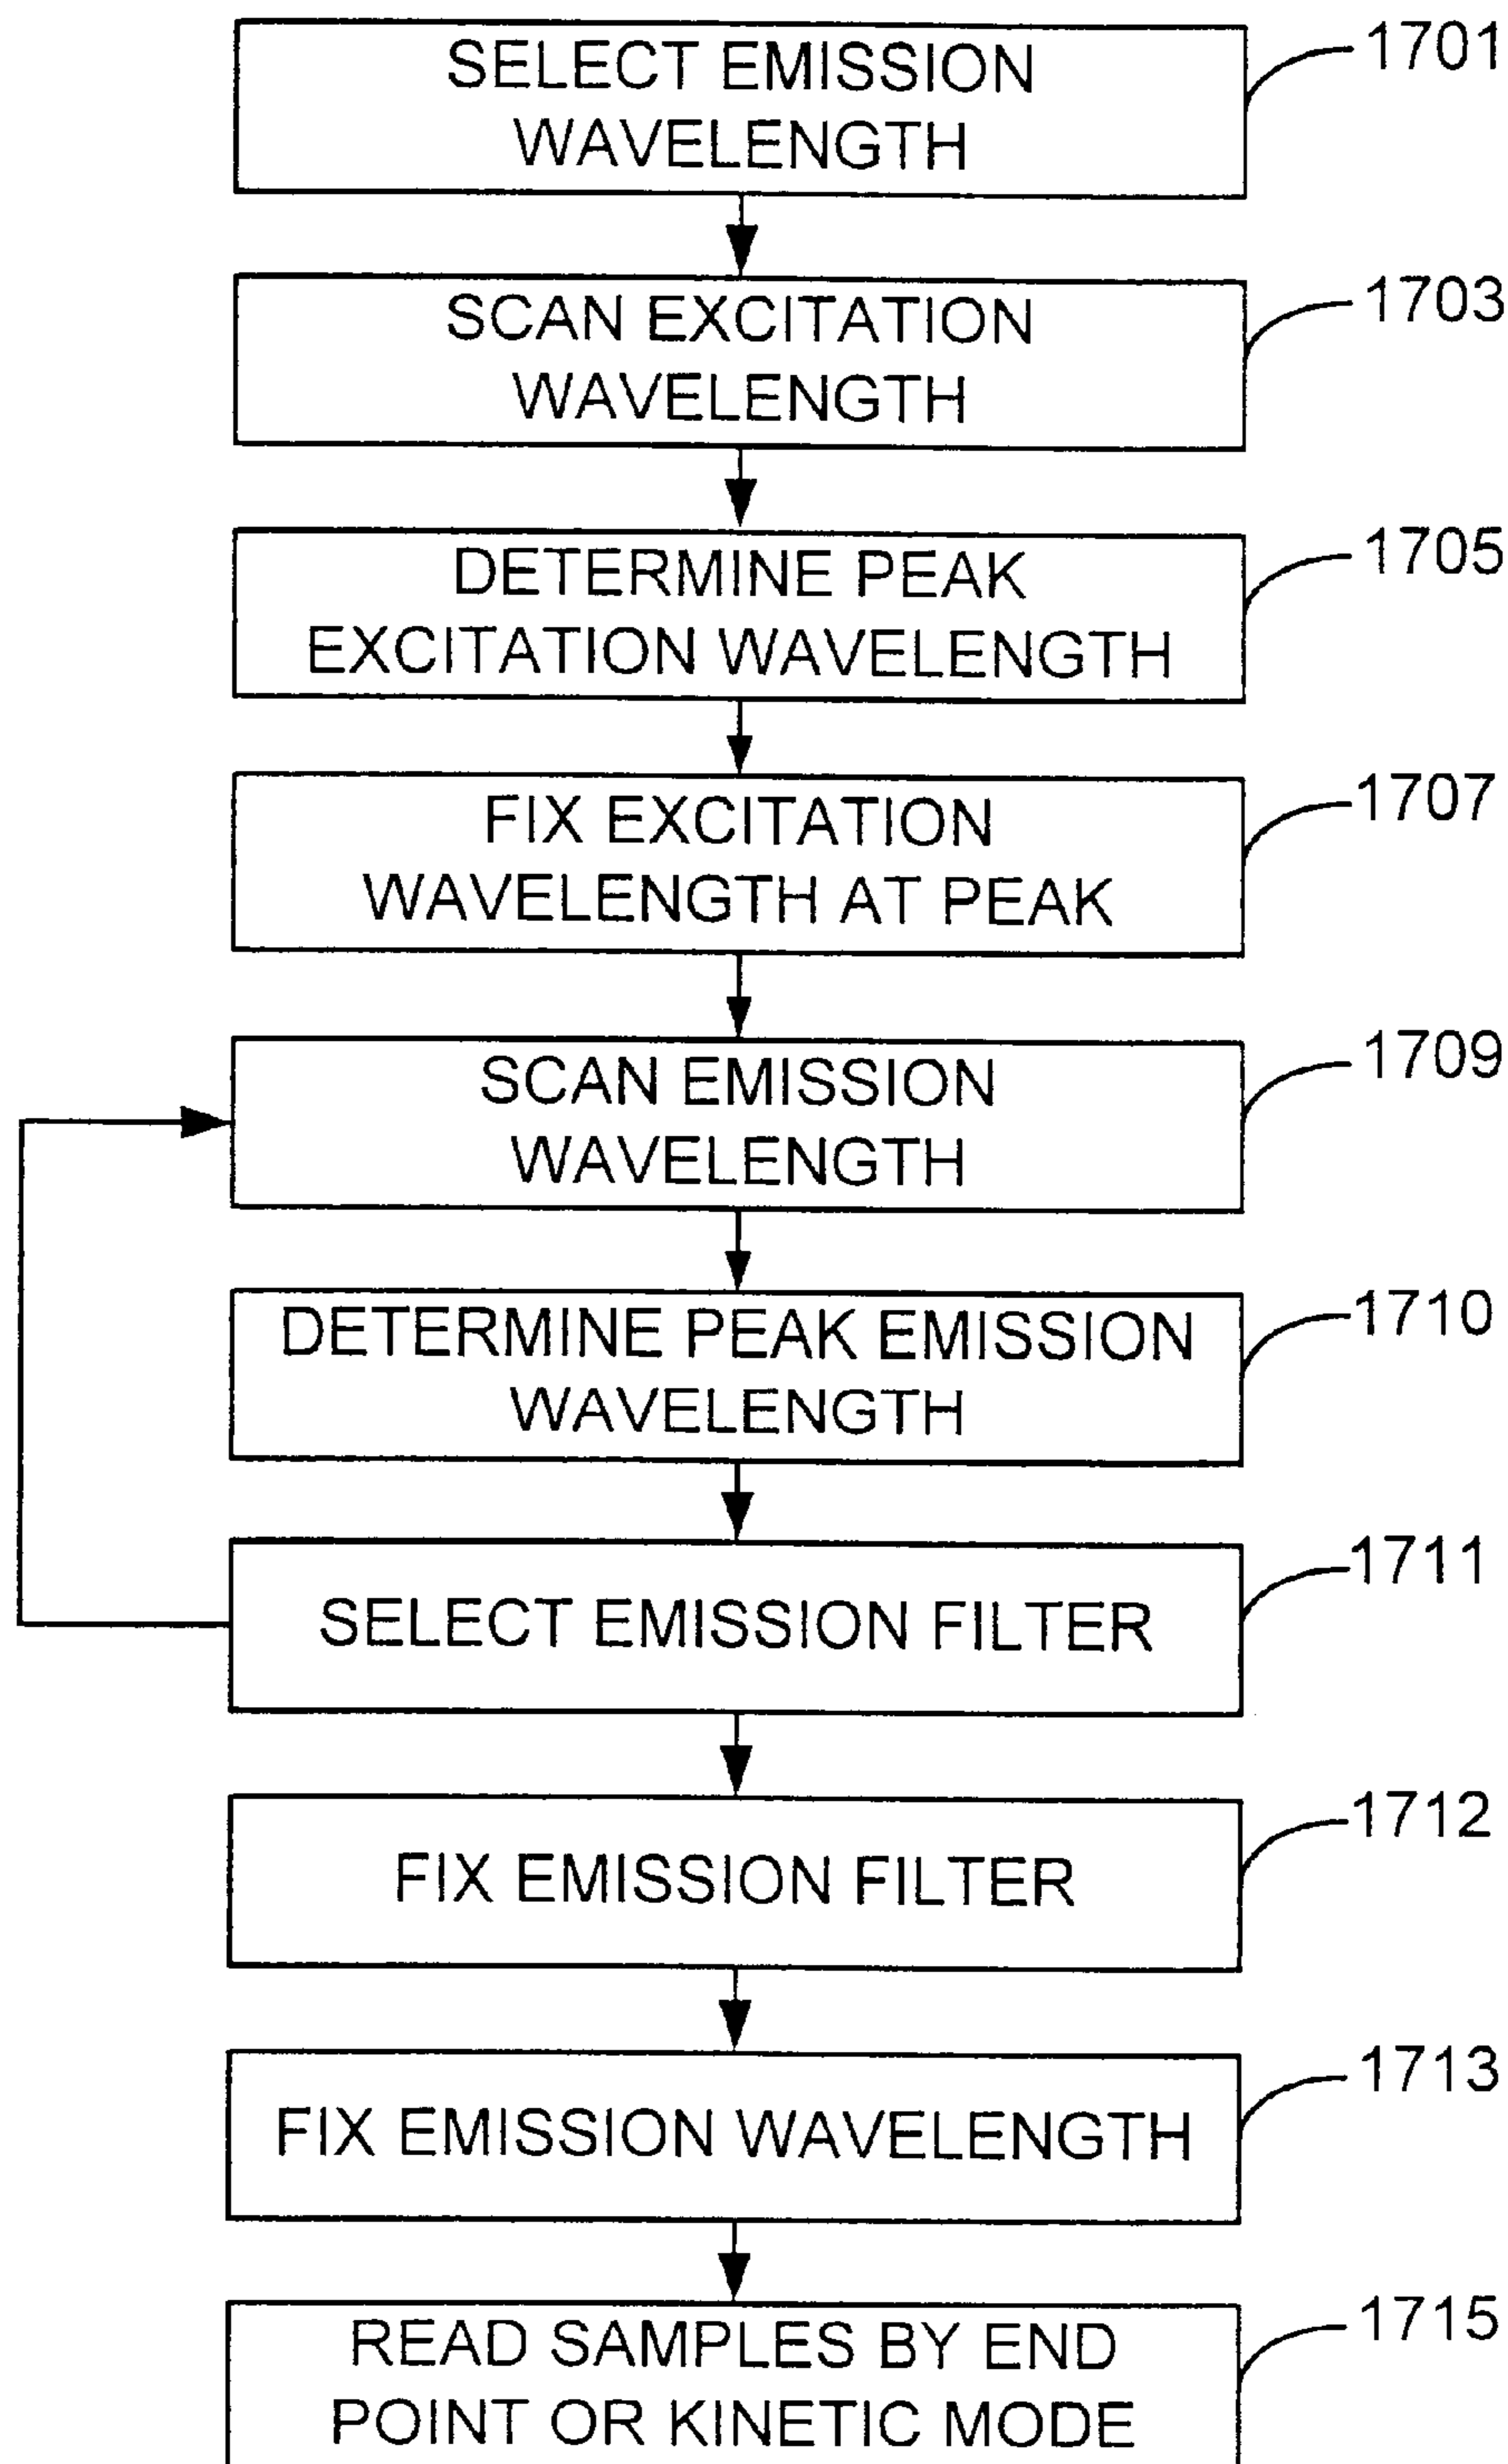 SELECT EMISSION
WAVELENGTH
1701
SCAN EXCITATION
WAVELENGTH
1703
DETERMINE PEAK
EXCITATION WAVELENGTH
1705
FIX EXCITATION
WAVELENGTH AT PEAK
1707
SCAN EMISSION
WAVELENGTH
1709
DETERMINE PEAK EMISSION
WAVELENGTH
1710
SELECT EMISSION FILTER
1711
FIX EMISSION FILTER
1712
FIX EMISSION WAVELENGTH
1713
READ SAMPLES BY END
POINT OR KINETIC MODE
1715